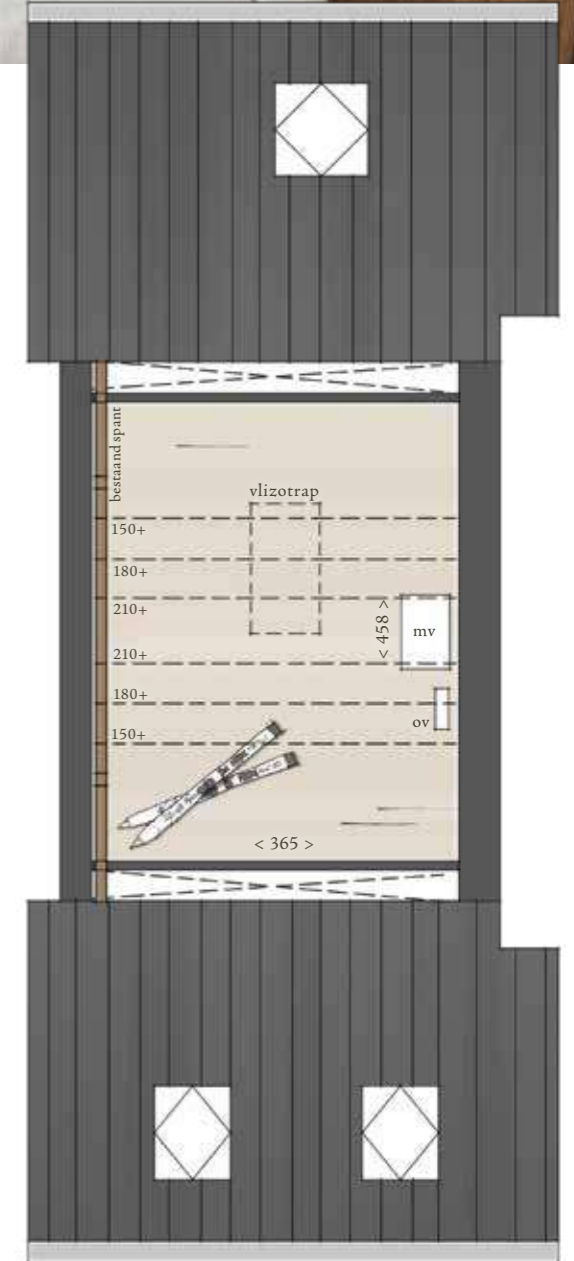 bestaand spant
vlizotrap
150+
180+
210+
< 458 >
mv
210+
180+
ov
150+
< 365 >